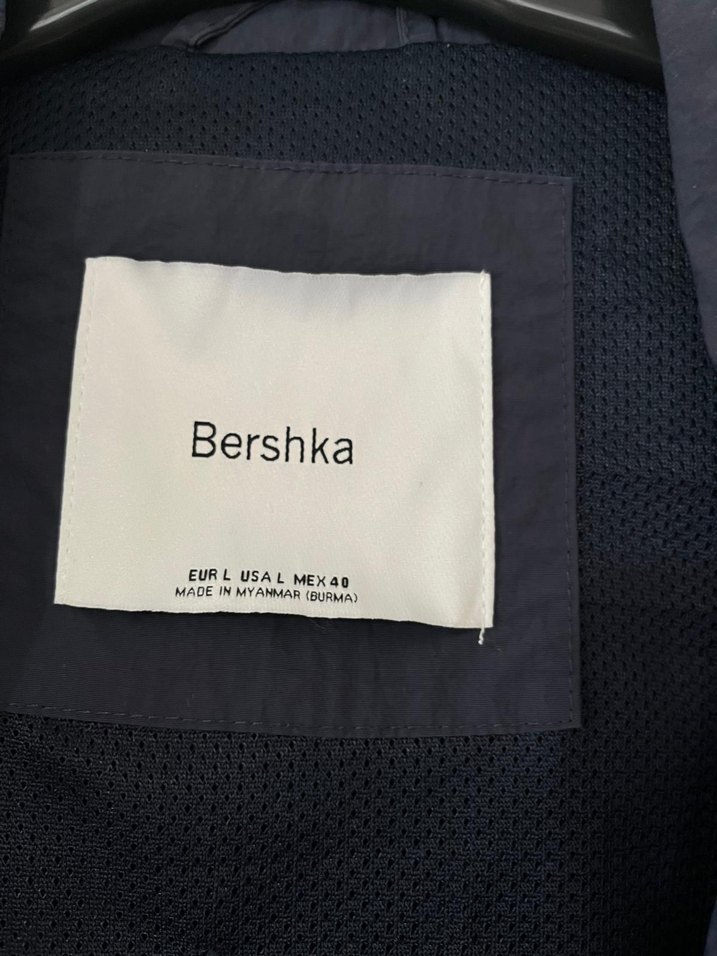 Bershka
EUR L USA L MEX 40
MADE IN MYANMAR (BURMA)